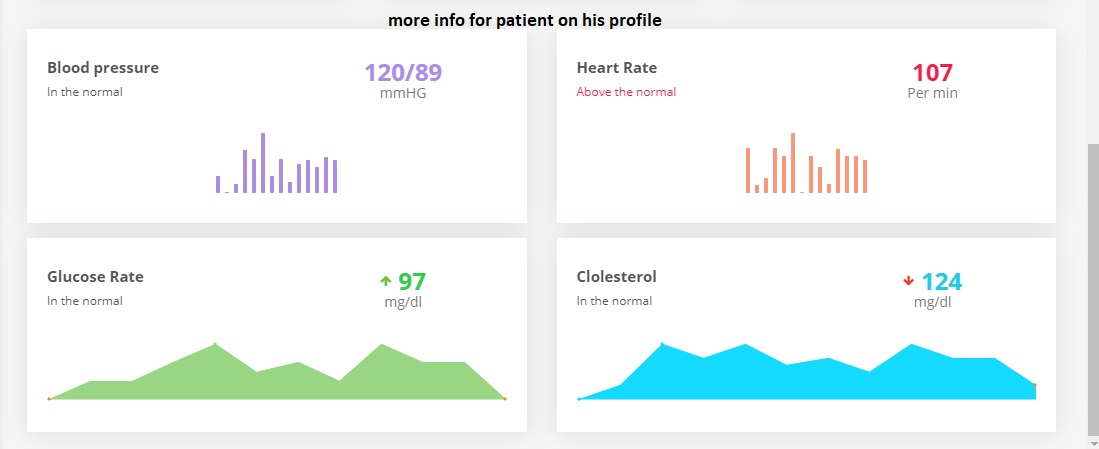 more info for patient on his profile
Blood pressure
120/89
In the normal
mmHG
Heart Rate
107
Above the normal
Per min
Glucose Rate
97
In the normal
mg/dl
Clolesterol
124
In the normal
mg/dl